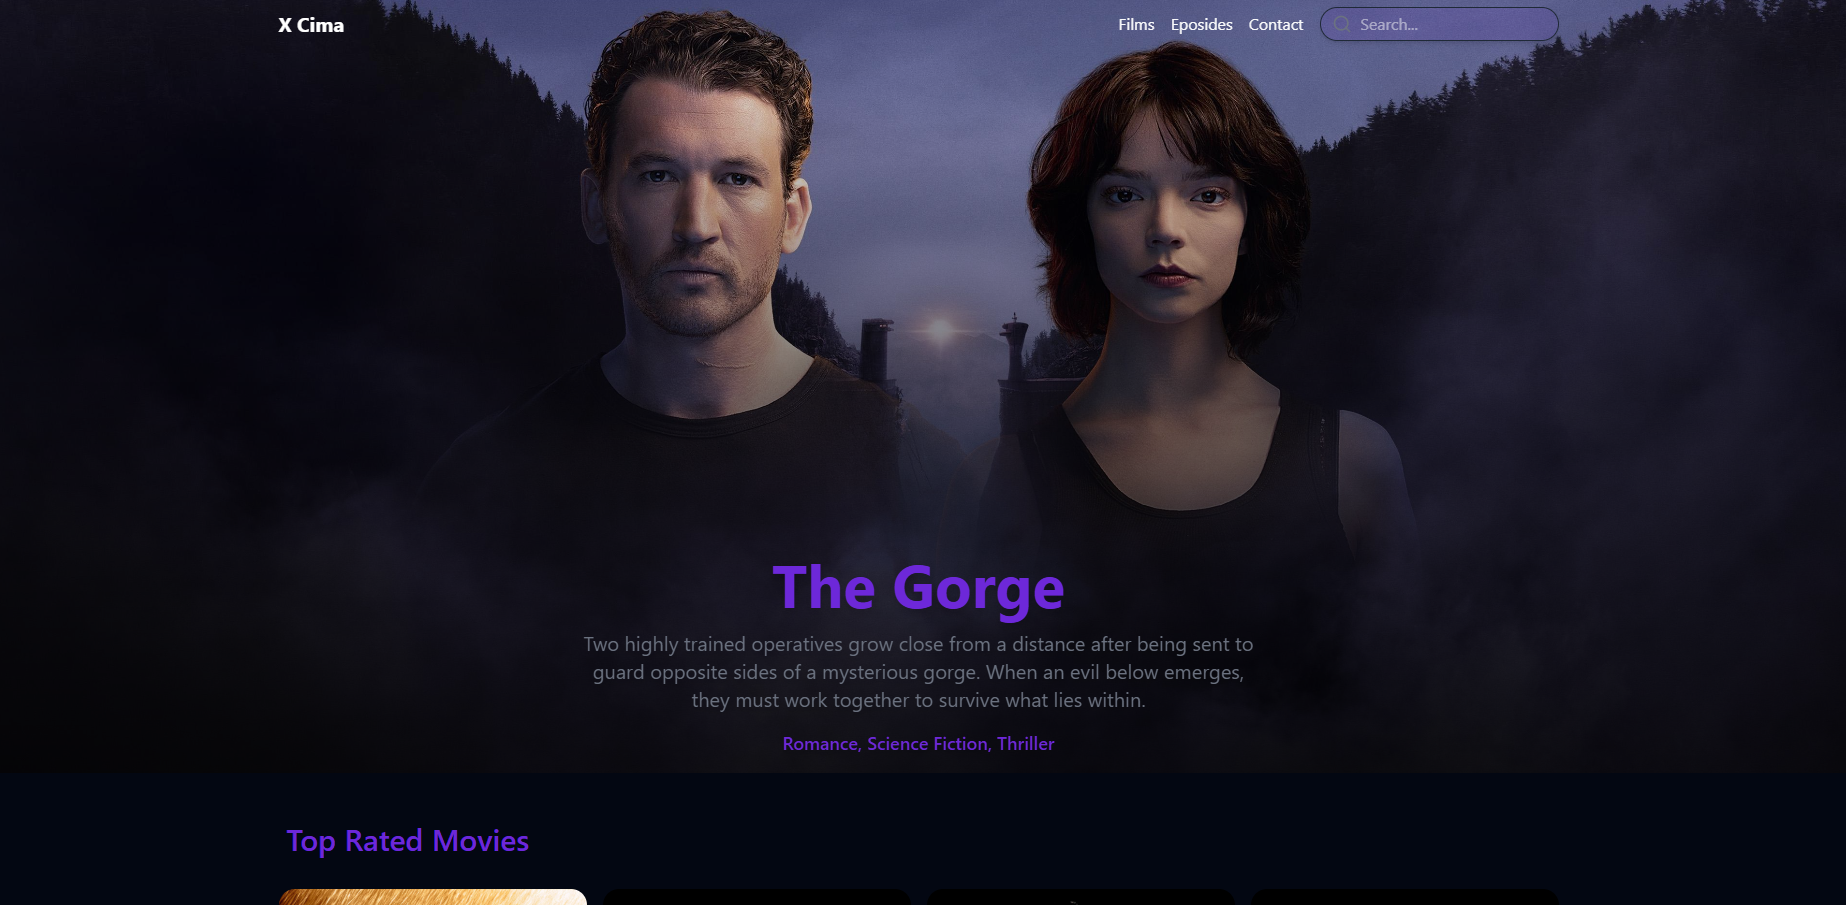 X Cima
Films Eposides Contact Search...
The Gorge
Two highly trained operatives grow close from a distance after being sent to
guard opposite sides of a mysterious gorge. When an evil below emerges,
they must work together to survive what lies within.
Romance, Science Fiction, Thriller
Top Rated Movies